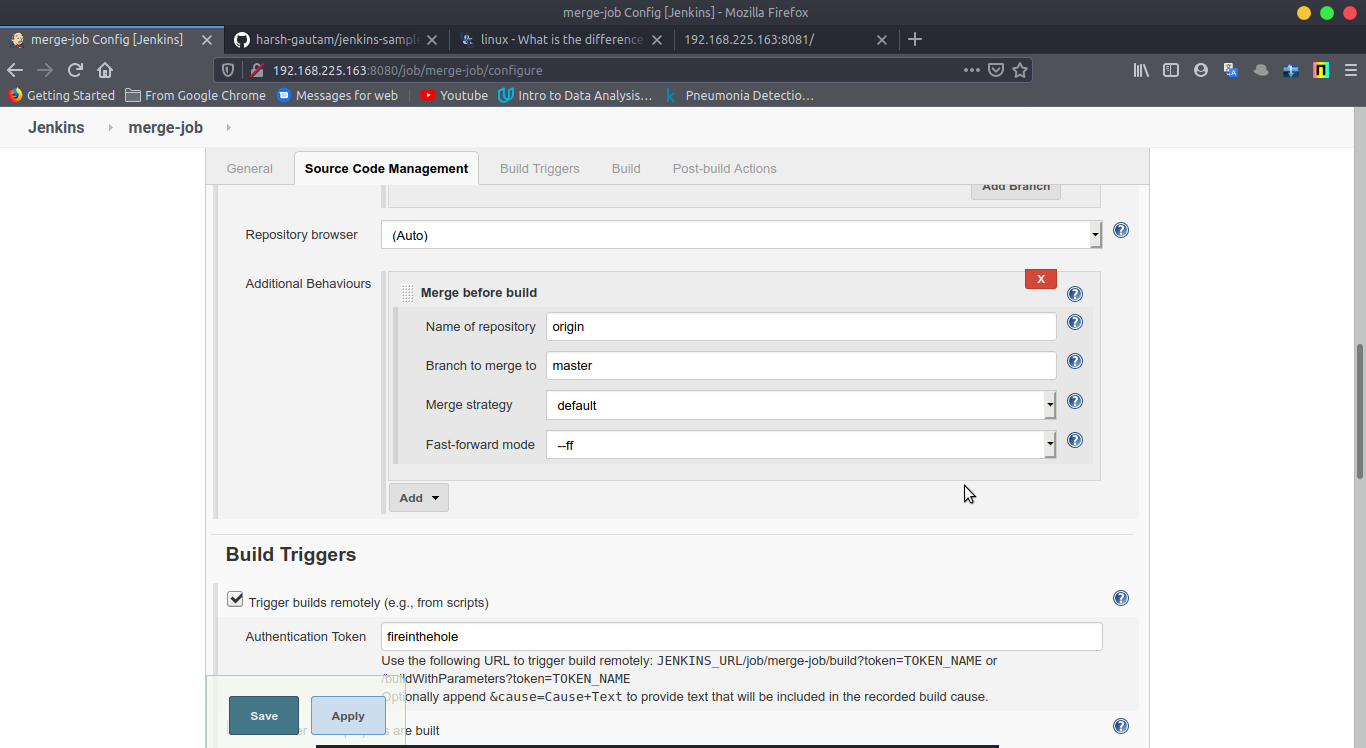 merge-job Config [Jenkins] - Mozilla Firefox
merge-job Config [Jenkins]
harsh-gautam/jenkins-sampl
linux - What is the difference
192.168.225.163:8081/
192.168.225.163:8080/job/merge-job/configure
Getting Started
From Google Chrome
Messages for web
Youtube
Intro to Data Analysis...
Pneumonia Detectio...
Jenkins
merge-job
General
Source Code Management
Build Triggers
Build
Post-build Actions
Add Branch
Repository browser
(Auto)
Additional Behaviours
X
Merge before build
Name of repository
origin
Branch to merge to
master
Merge strategy
default
Fast-forward mode
--ff
Add
Build Triggers
Trigger builds remotely (e.g., from scripts)
Authentication Token
fireinthehole
Use the following URL to trigger build remotely: JENKINS_URL/job/merge-job/build?token=TOKEN_NAME or
/buildWithParameters?token=TOKEN_NAME
Optionally append &cause=Cause+Text to provide text that will be included in the recorded build cause.
Save
Apply
are built